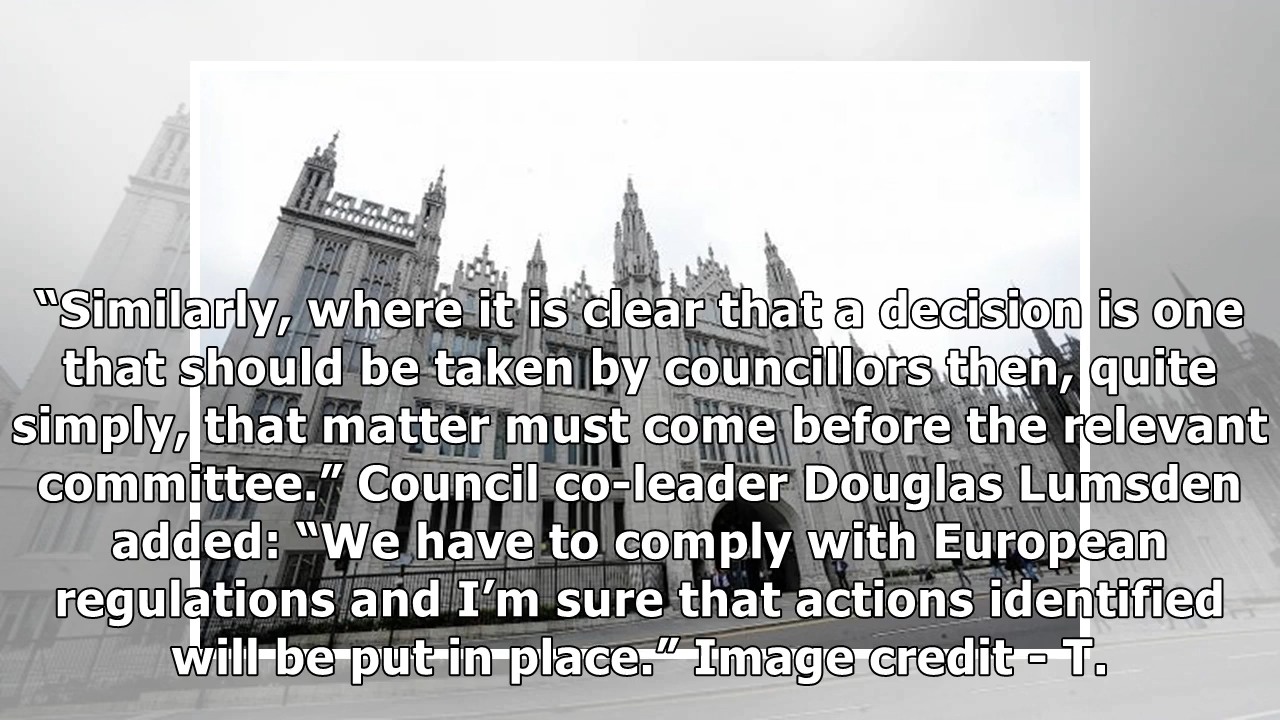 “Similarly, where it is clear that a decision is one
that should be taken by councillors then, quite
simply, that matter must come before the relevant
committee.” Council co-leader Douglas Lumsden
added: “We have to comply with European
regulations and I’m sure that actions identified
will be put in place.” Image credit - T.